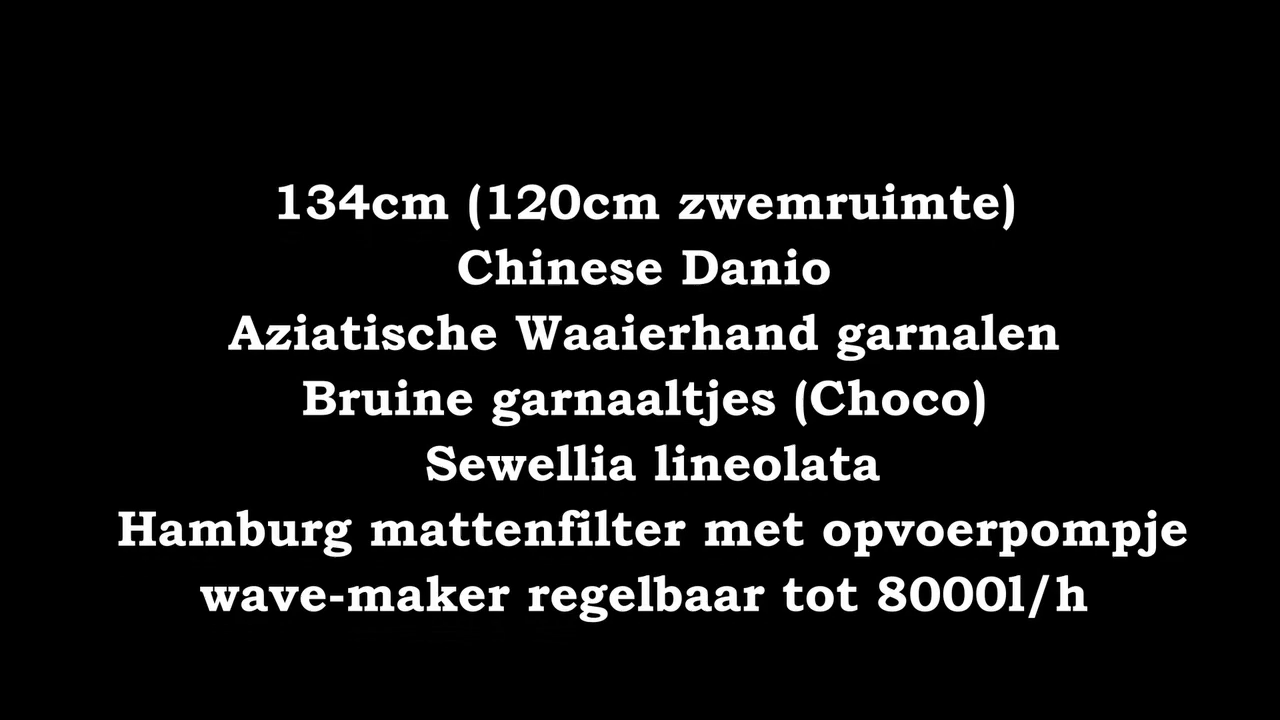 134cm (120cm zwemruimte)
Chinese Danio
Aziatische Waaierhand garnalen
Bruine garnaaltjes (Choco)
Sewellia lineolata
Hamburg mattenfilter met opvoerpompje
wave-maker regelbaar tot 8000l/h